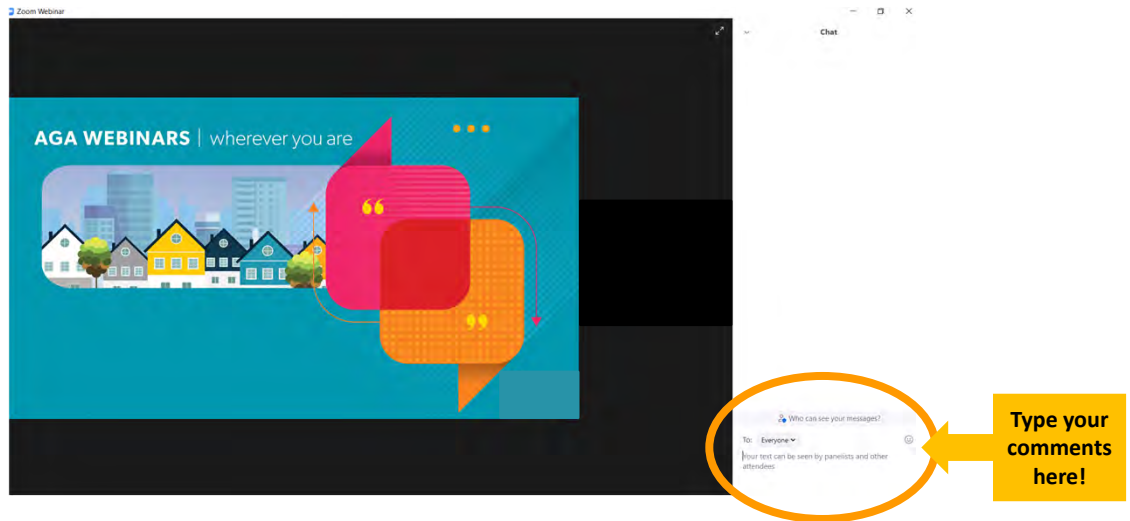 Zoom Webinar
Chat
AGA WEBINARS | wherever you are
“
”
Who can see your messages?
To: Everyone
Your text can be seen by panelists and other
attendees
Type your
comments
here!